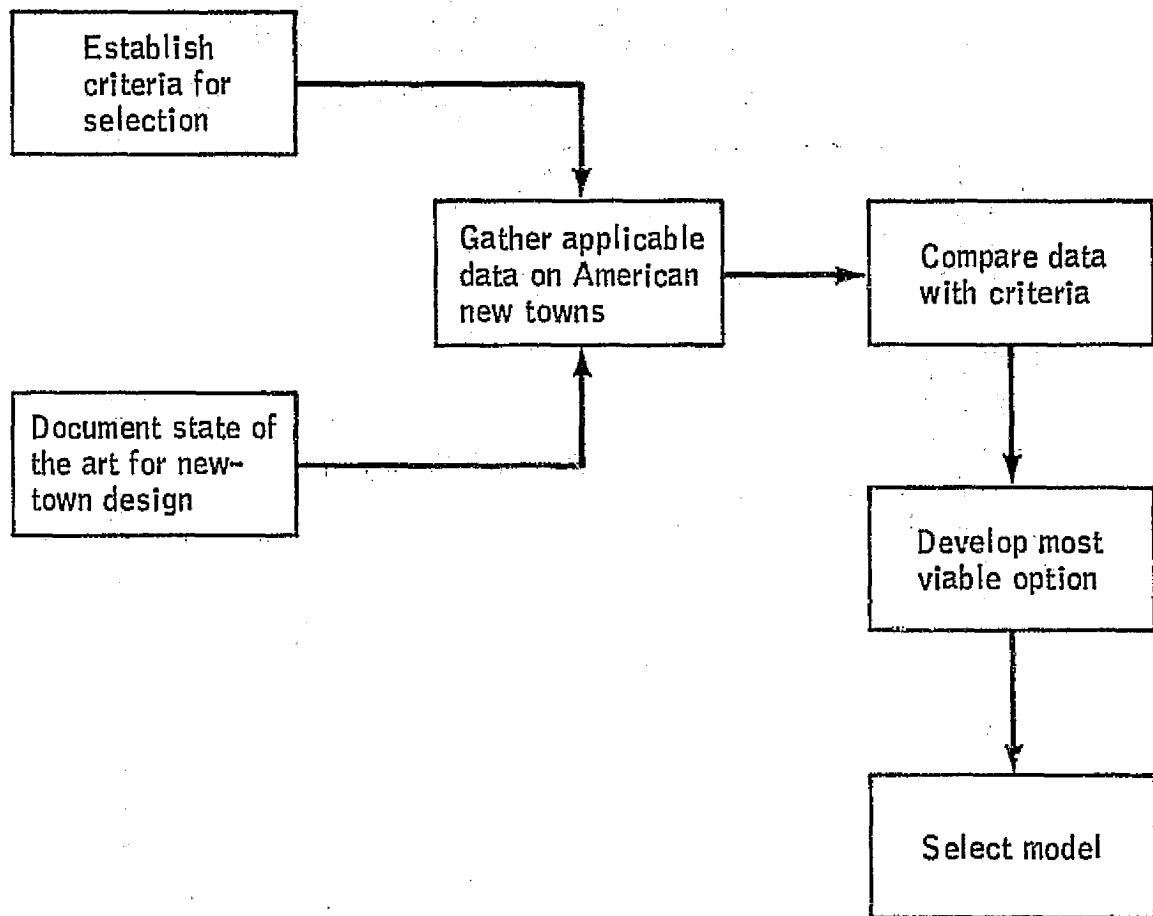 Establish
criteria for
selection
Document state of
the art for new-
town design
Gather applicable
data on American
new towns
Compare data
with criteria
Develop most
viable option
Select model